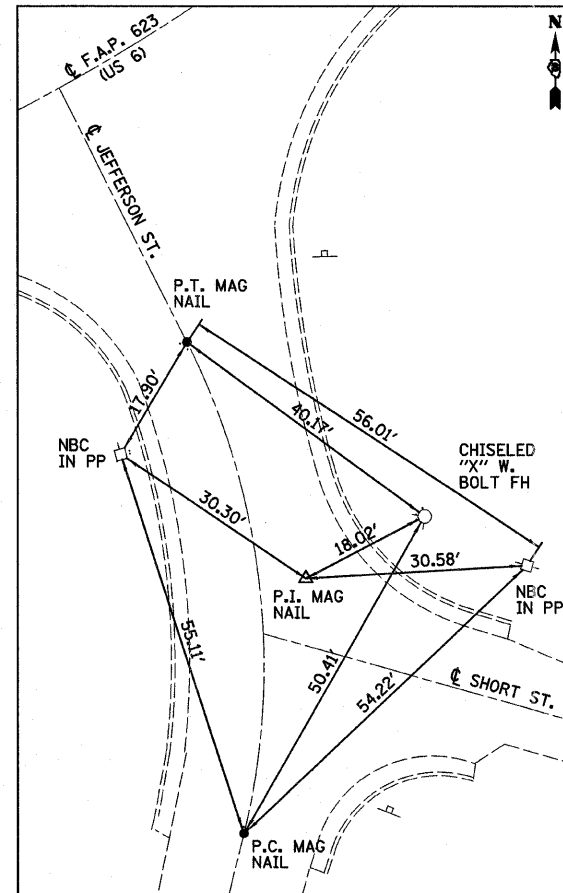 N
℄ F.A.P. 623
(US 6)
℄ JEFFERSON ST.
P.T. MAG
NAIL
17.90'
40.17'
56.01'
NBC
IN PP
CHISELED
"X" W.
BOLT FH
30.30'
18.02'
30.58'
P.I. MAG
NAIL
NBC
IN PP
55.11'
50.41'
54.22'
℄ SHORT ST.
P.C. MAG
NAIL